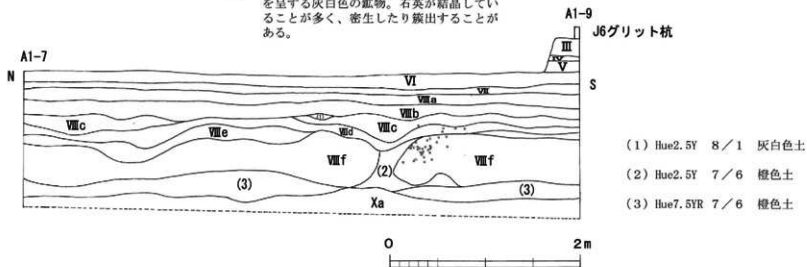 を呈する灰白色の鉱物。石英が結晶してい
ることが多く、密生したり簇出することが
ある。
A1-9
J6グリット杭
Ⅲ
Ⅳ
Ⅴ
A1-7
N
S
Ⅵ
Ⅶ
Ⅷa
Ⅷb
Ⅷc
Ⅷe
Ⅷd
Ⅷc
Ⅷf
(2)
Ⅷf
(3)
(3)
Ⅹa
(1) Hue2.5Y 8/1 灰白色土
(2) Hue2.5Y 7/6 橙色土
(3) Hue7.5YR 7/6 橙色土
0 2m